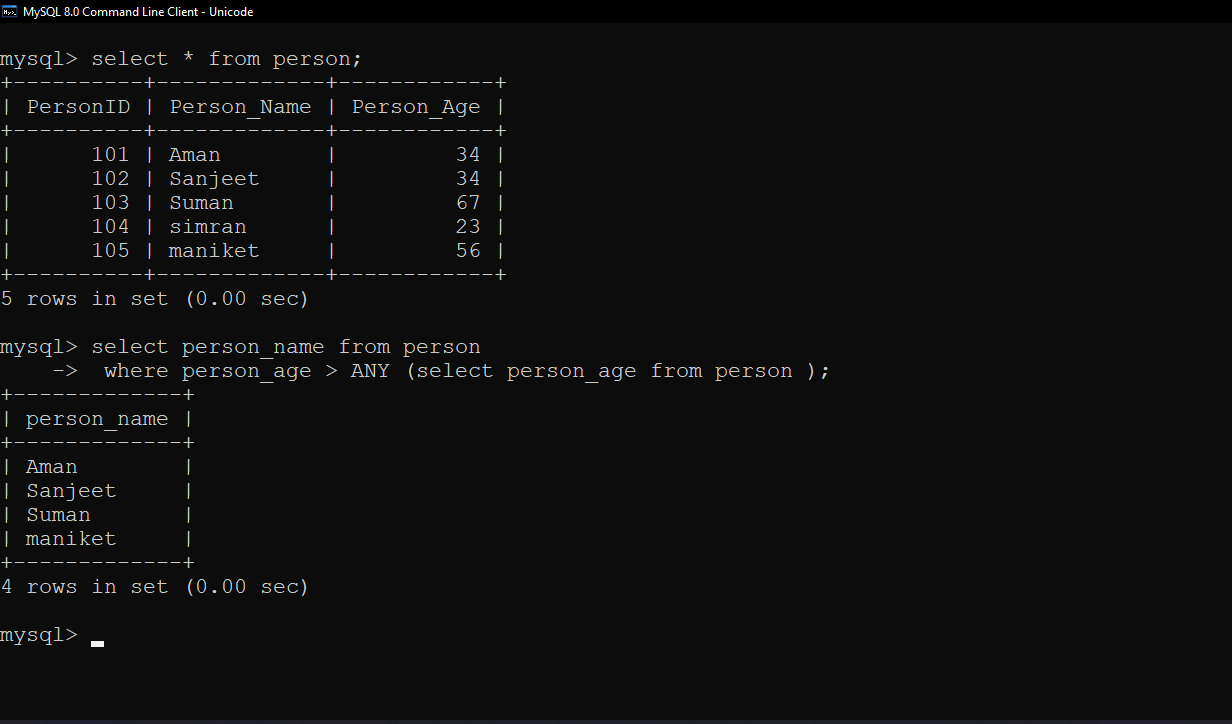 MySQL 8.0 Command Line Client - Unicode
mysql> select * from person;
+----------+-------------+------------+
| PersonID | Person_Name | Person_Age |
+----------+-------------+------------+
|      101 | Aman        |         34 |
|      102 | Sanjeet     |         34 |
|      103 | Suman       |         67 |
|      104 | simran      |         23 |
|      105 | maniket     |         56 |
+----------+-------------+------------+
5 rows in set (0.00 sec)
mysql> select person_name from person
    ->  where person_age > ANY (select person_age from person );
+-------------+
| person_name |
+-------------+
| Aman        |
| Sanjeet     |
| Suman       |
| maniket     |
+-------------+
4 rows in set (0.00 sec)
mysql>